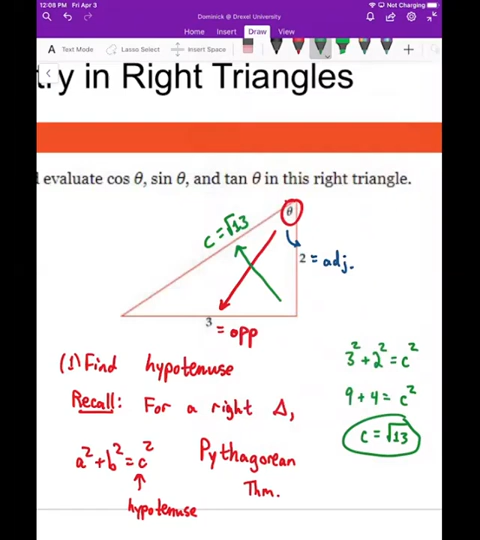 12:08 PM Fri Apr 3
Not Charging
Dominick @ Drexel University
Home Insert Draw View
A Text Mode Lasso Select Insert Space
try in Right Triangles
evaluate cos θ, sin θ, and tan θ in this right triangle.
θ
c = √13
2 = adj.
3 = opp
(1) Find hypotenuse
Recall: For a right Δ,
a² + b² = c² Pythagorean
Thm.
hypotenuse
3² + 2² = c²
9 + 4 = c²
c = √13